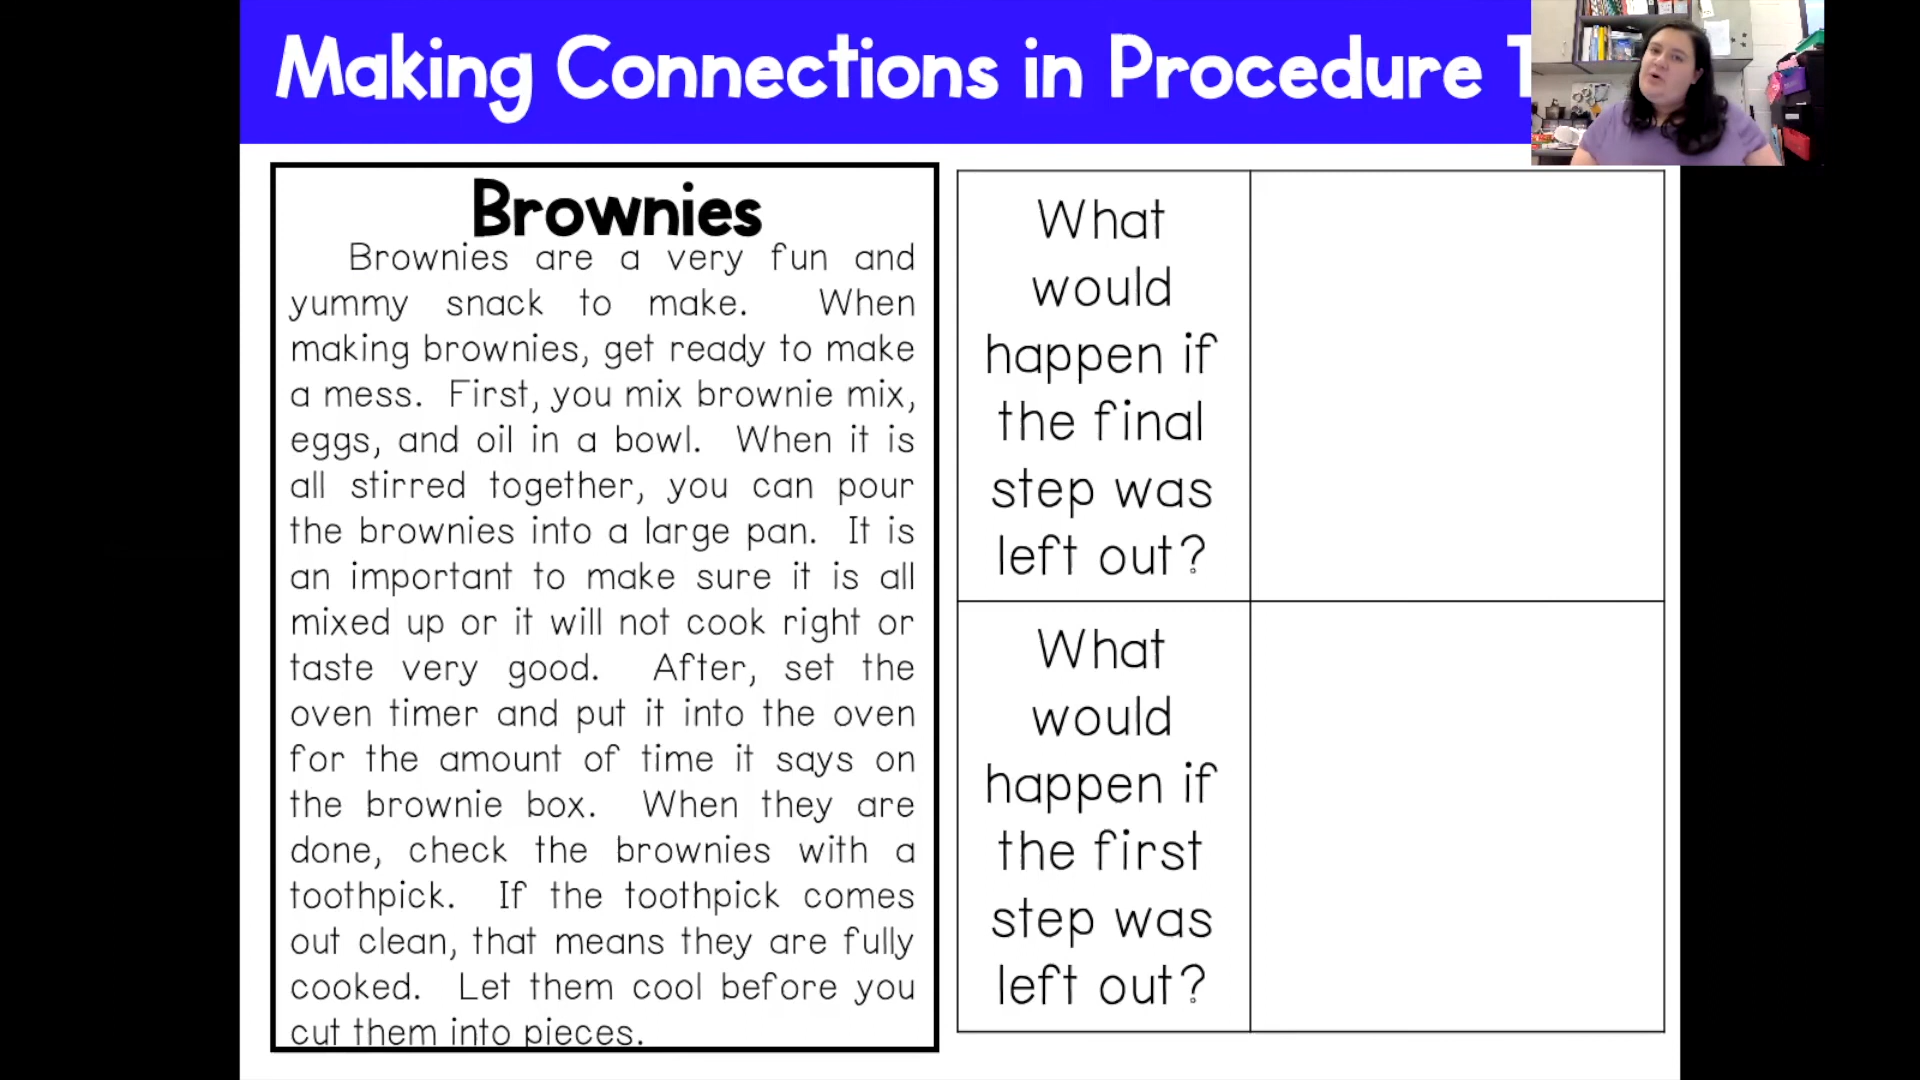 Making Connections in Procedure
Brownies
Brownies are a very fun and
yummy snack to make. When
making brownies, get ready to make
a mess. First, you mix brownie mix,
eggs, and oil in a bowl. When it is
all stirred together, you can pour
the brownies into a large pan. It is
an important to make sure it is all
mixed up or it will not cook right or
taste very good. After, set the
oven timer and put it into the oven
for the amount of time it says on
the brownie box. When they are
done, check the brownies with a
toothpick. If the toothpick comes
out clean, that means they are fully
cooked. Let them cool before you
cut them into pieces.
What
would
happen if
the final
step was
left out?
What
would
happen if
the first
step was
left out?